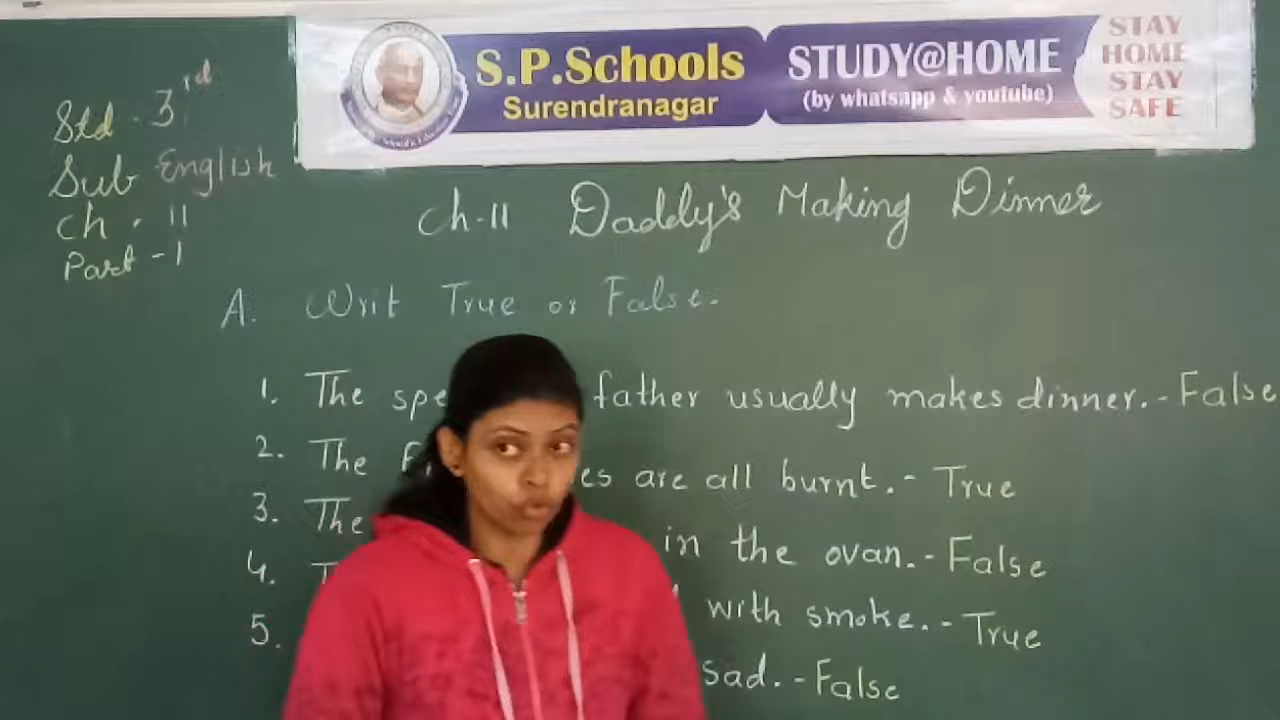 S.P.Schools
Surendranagar
STUDY@HOME
(by whatsapp & youtube)
STAY
HOME
STAY
SAFE
Std. 3rd
Sub English
Ch. 11
Part-1
Ch-11 Daddy's Making Dinner
A. Writ True or False.
1. The father usually makes dinner.-False
2. The are all burnt.- True
3. The in the ovan.-False
4. with smoke.-True
5. sad.-False